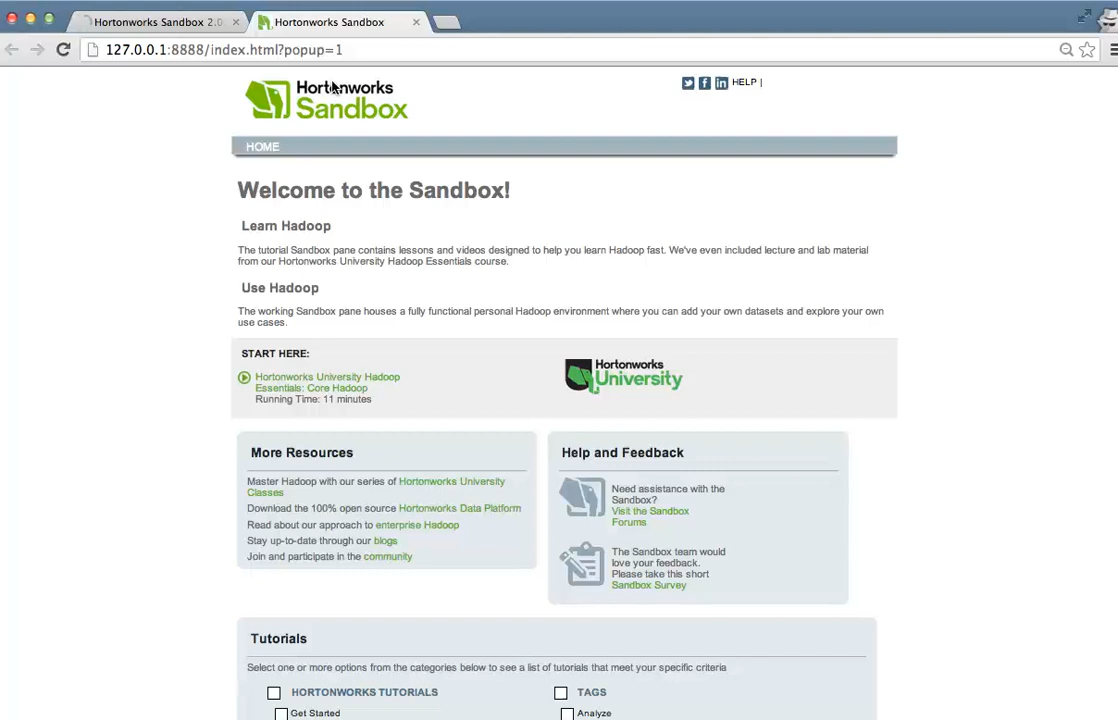 Hortonworks Sandbox 2.0
Hortonworks Sandbox
127.0.0.1:8888/index.html?popup=1
Hortonworks
Sandbox
HELP |
HOME
Welcome to the Sandbox!
Learn Hadoop
The tutorial Sandbox pane contains lessons and videos designed to help you learn Hadoop fast. We've even included lecture and lab material
from our Hortonworks University Hadoop Essentials course.
Use Hadoop
The working Sandbox pane houses a fully functional personal Hadoop environment where you can add your own datasets and explore your own
use cases.
START HERE:
Hortonworks University Hadoop
Essentials: Core Hadoop
Running Time: 11 minutes
Hortonworks
University
More Resources
Master Hadoop with our series of Hortonworks University
Classes
Download the 100% open source Hortonworks Data Platform
Read about our approach to enterprise Hadoop
Stay up-to-date through our blogs
Join and participate in the community
Help and Feedback
Need assistance with the
Sandbox?
Visit the Sandbox
Forums
The Sandbox team would
love your feedback.
Please take this short
Sandbox Survey
Tutorials
Select one or more options from the categories below to see a list of tutorials that meet your specific criteria
HORTONWORKS TUTORIALS
Get Started
TAGS
Analyze